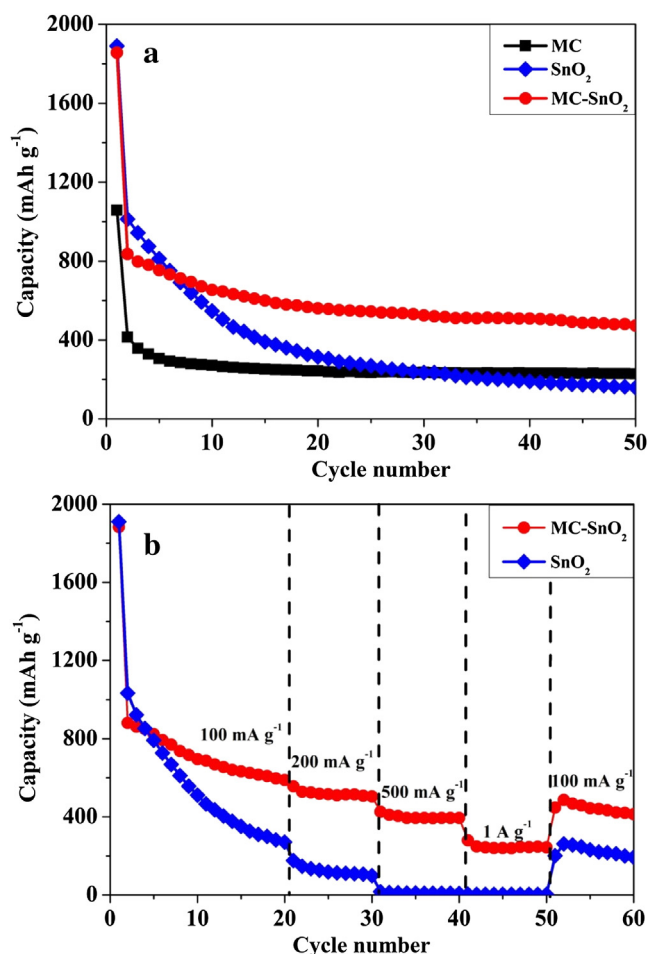 a
MC
SnO₂
MC-SnO₂
Capacity (mAh g⁻¹)
2000
1600
1200
800
400
0
0 10 20 30 40 50
Cycle number
b
MC-SnO₂
SnO₂
Capacity (mAh g⁻¹)
2000
1600
1200
800
400
0
100 mA g⁻¹
200 mA g⁻¹
500 mA g⁻¹
1 A g⁻¹
100 mA g⁻¹
0 10 20 30 40 50 60
Cycle number